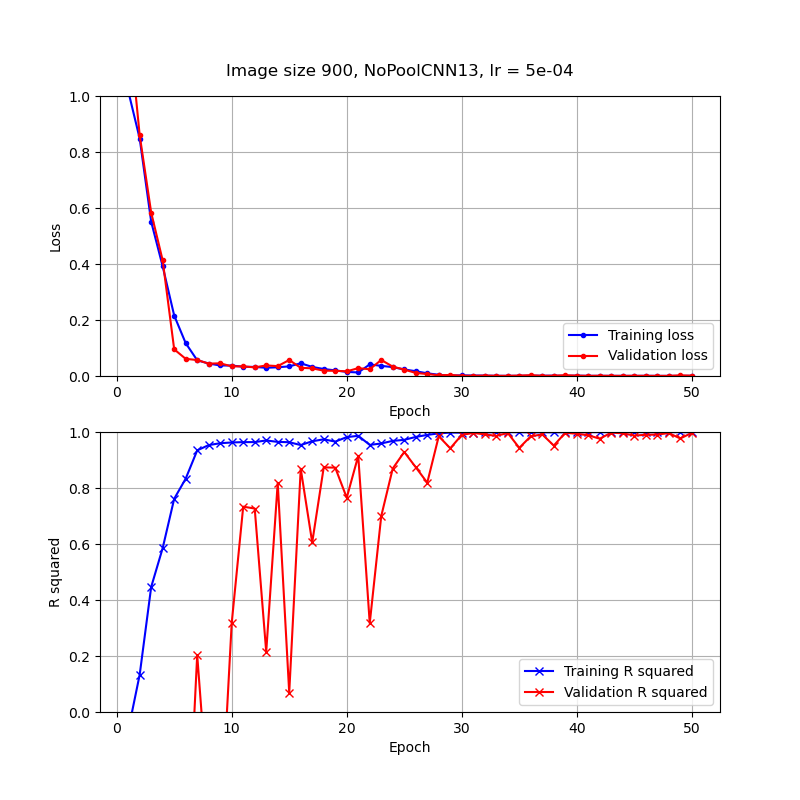 Image size 900, NoPoolCNN13, lr = 5e-04
1.0
0.8
0.6
0.4
0.2
0.0
Loss
Training loss
Validation loss
0 10 20 30 40 50
Epoch
1.0
0.8
0.6
0.4
0.2
0.0
R squared
Training R squared
Validation R squared
0 10 20 30 40 50
Epoch